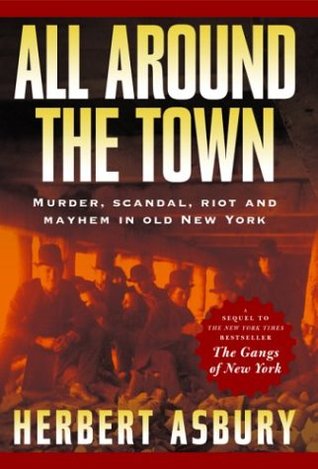 ALL AROUND
THE TOWN
MURDER, SCANDAL, RIOT AND
MAYHEM IN OLD NEW YORK
A
SEQUEL TO
THE NEW YORK TIMES
BESTSELLER
The Gangs
of New York
HERBERT ASBURY